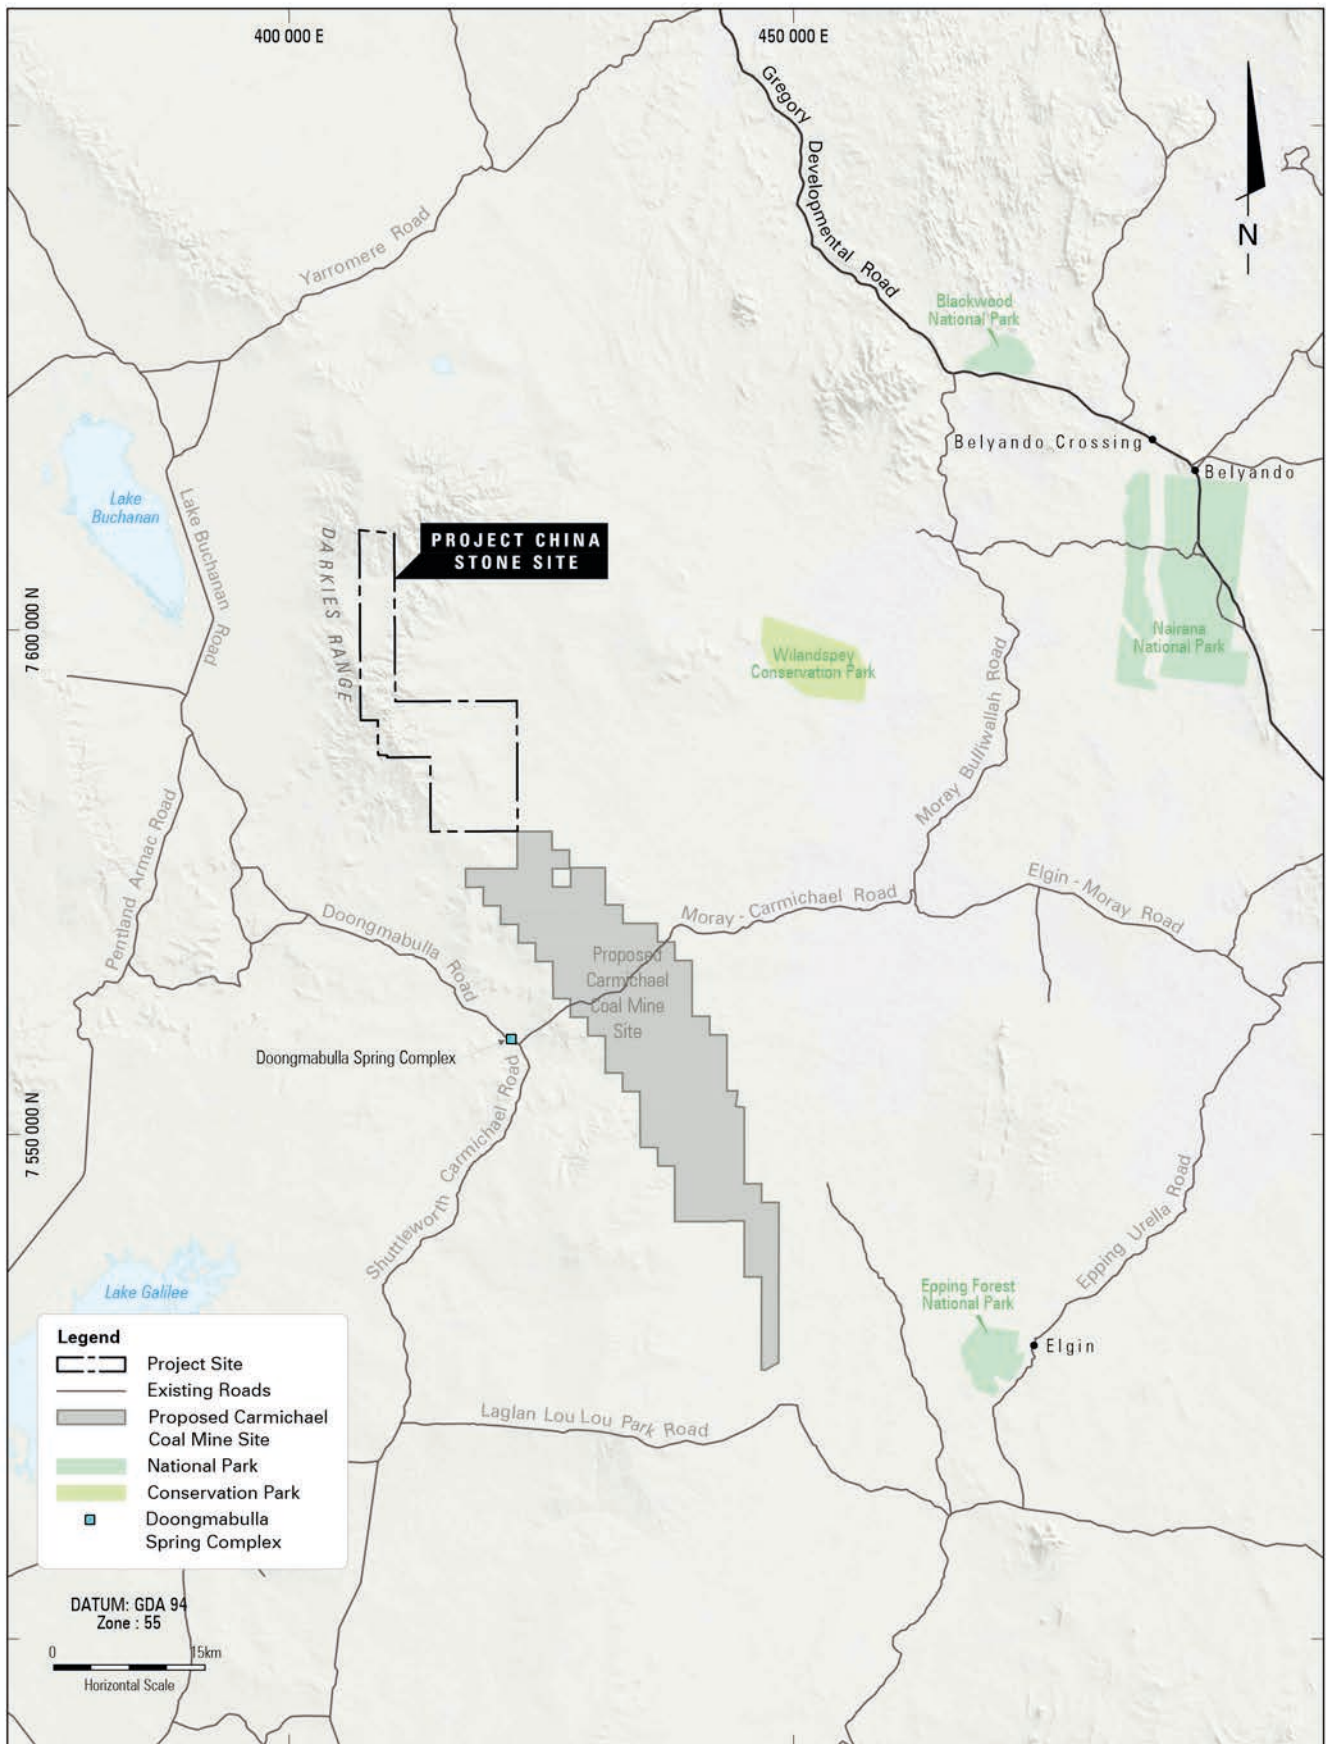 400 000 E
450 000 E
Gregory Developmental Road
Yarromere Road
N
Blackwood
National Park
Belyando Crossing
Belyando
Lake
Buchanan
Lake Buchanan Road
DARKIES RANGE
PROJECT CHINA
STONE SITE
7 600 000 N
Nairana
National Park
Wilandspey
Conservation Park
Moray Bulliwallah Road
Pentland Armac Road
Elgin - Moray Road
Moray - Carmichael Road
Doongmabulla Road
Proposed
Carmichael
Coal Mine
Site
Doongmabulla Spring Complex
Shuttleworth Carmichael Road
7 550 000 N
Epping Urella Road
Lake Galilee
Epping Forest
National Park
Elgin
Laglan Lou Lou Park Road
Legend
Project Site
Existing Roads
Proposed Carmichael
Coal Mine Site
National Park
Conservation Park
Doongmabulla
Spring Complex
DATUM: GDA 94
Zone : 55
0 15km
Horizontal Scale